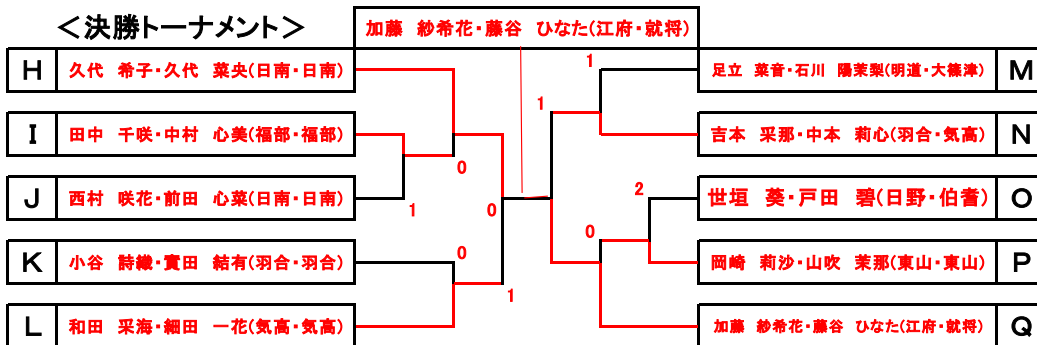 ＜決勝トーナメント＞
加藤　紗希花・藤谷　ひなた(江府・就将)
H 久代　希子・久代　菜央(日南・日南)
I 田中　千咲・中村　心美(福部・福部)
J 西村　咲花・前田　心菜(日南・日南)
K 小谷　詩織・實田　結有(羽合・羽合)
L 和田　采海・細田　一花(気高・気高)
0
1
0
0
1
1
1
2
0
足立　菜音・石川　陽茉梨(明道・大篠津) M
吉本　采那・中本　莉心(羽合・気高) N
世垣　葵・戸田　碧(日野・伯耆) O
岡崎　莉沙・山吹　茉那(東山・東山) P
加藤　紗希花・藤谷　ひなた(江府・就将) Q